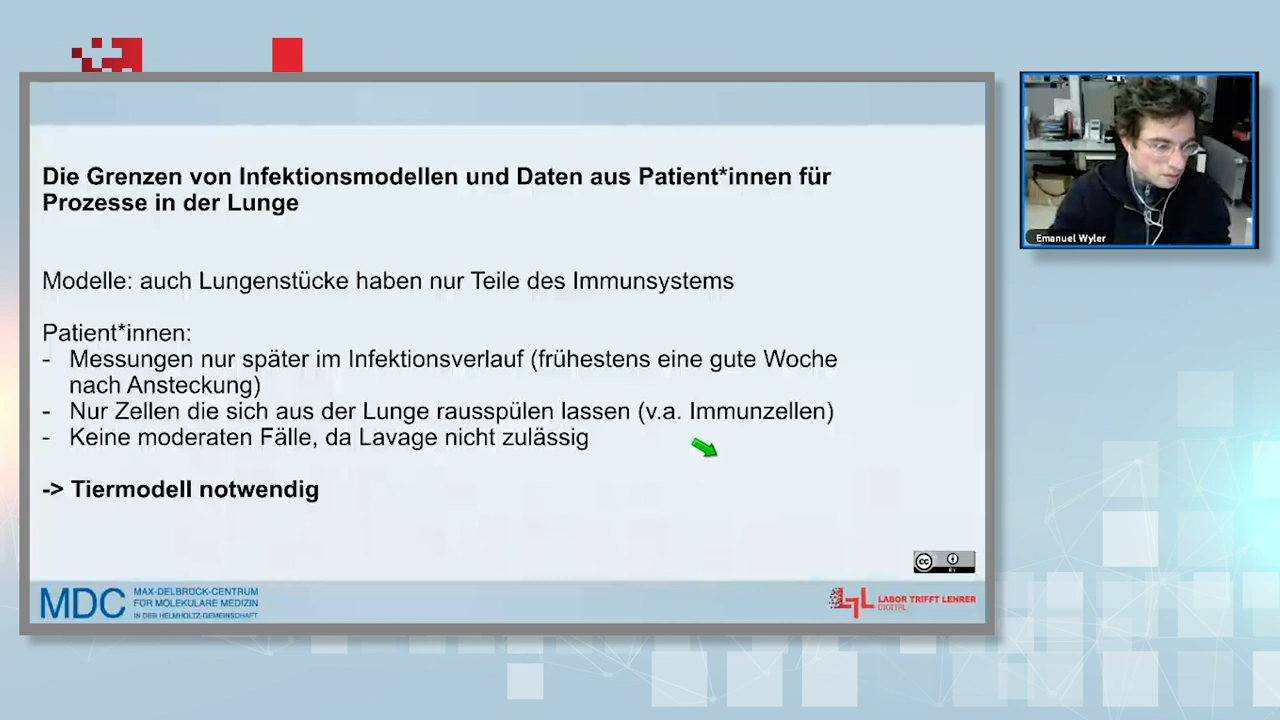 Die Grenzen von Infektionsmodellen und Daten aus Patient*innen für
Prozesse in der Lunge
Modelle: auch Lungenstücke haben nur Teile des Immunsystems
Patient*innen:
- Messungen nur später im Infektionsverlauf (frühestens eine gute Woche
nach Ansteckung)
- Nur Zellen die sich aus der Lunge rausspülen lassen (v.a. Immunzellen)
- Keine moderaten Fälle, da Lavage nicht zulässig
-> Tiermodell notwendig
Emanuel Wyler
cc
BY
MDC
MAX-DELBRÜCK-CENTRUM
FÜR MOLEKULARE MEDIZIN
IN DER HELMHOLTZ-GEMEINSCHAFT
LTL
LABOR TRIFFT LEHRER
DIGITAL